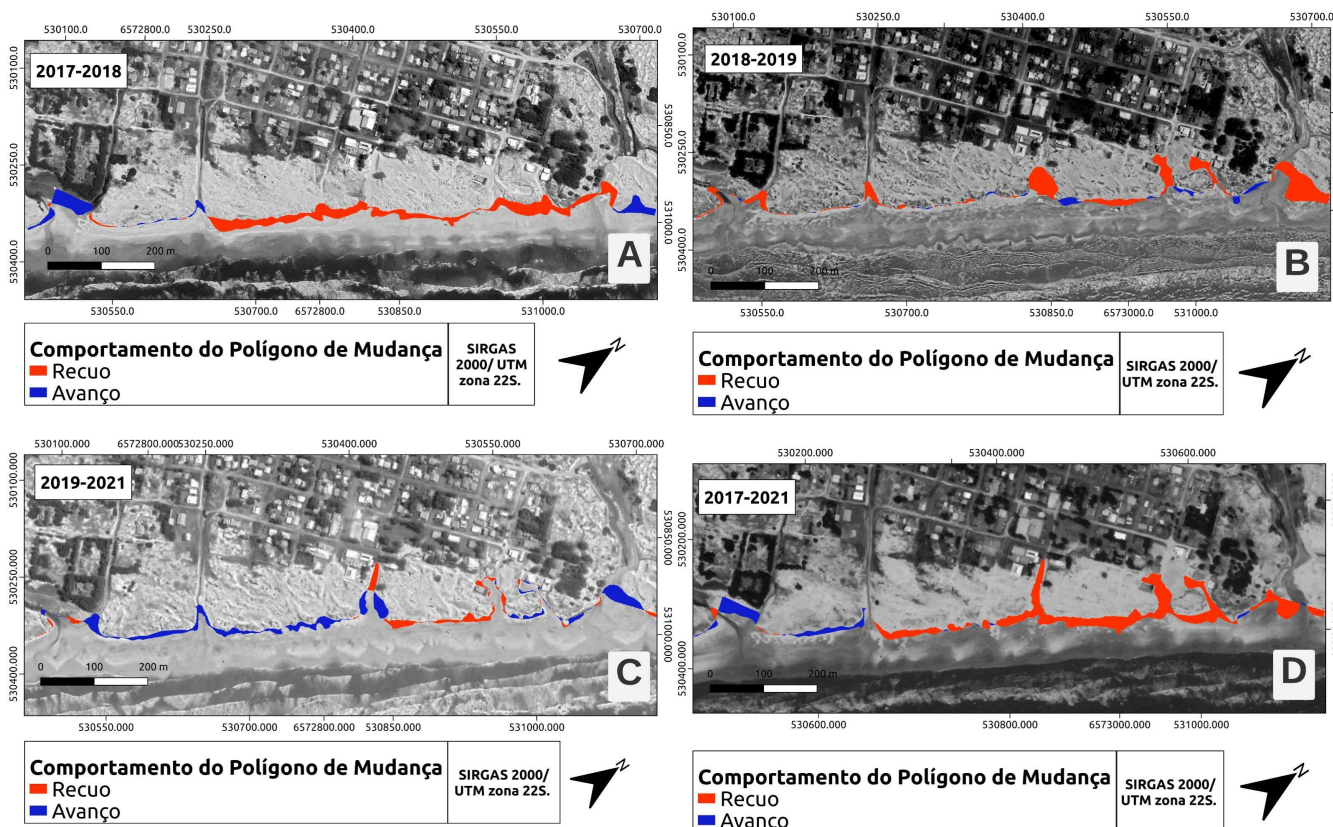 530100.0 6572800.0 530250.0 530400.0 530550.0 530700.0
2017-2018
530100.0
530850.0
530250.0
531000.0
530400.0
0 100 200 m
A
530550.0 530700.0 6572800.0 530850.0 531000.0
Comportamento do Polígono de Mudança
Recuo
Avanço
SIRGAS
2000/ UTM
zona 22S.
N
530100.0 530250.0 530400.0 530550.0 530700.0
2018-2019
530100.0
530250.0
530400.0
0 100 200 m
B
530550.0 530700.0 530850.0 6573000.0 531000.0
Comportamento do Polígono de Mudança
Recuo
Avanço
SIRGAS 2000/
UTM zona 22S.
N
530100.000 6572800.000 530250.000 530400.000 530550.000 530700.000
2019-2021
530100.000
530850.000
530250.000
531000.000
530400.000
0 100 200 m
C
530550.000 530700.000 6572800.000 530850.000 531000.000
Comportamento do Polígono de Mudança
Recuo
Avanço
SIRGAS 2000/
UTM zona 22S.
N
530200.000 530400.000 530600.000
2017-2021
530200.000
530400.000
0 100 200 m
D
530600.000 530800.000 6573000.000 531000.000
Comportamento do Polígono de Mudança
Recuo
Avanço
SIRGAS 2000/
UTM zona 22S.
N